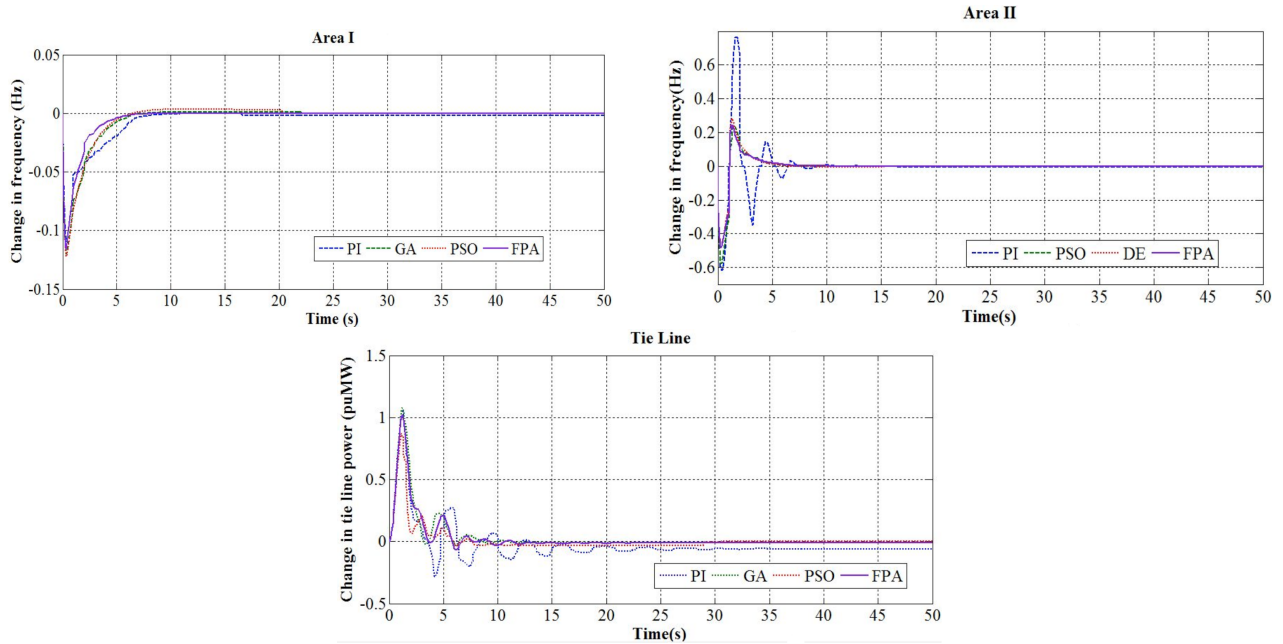 Area I
Change in frequency (Hz)
0.05
0
-0.05
-0.1
-0.15
PI GA PSO FPA
0 5 10 15 20 25 30 35 40 45 50
Time (s)
Area II
Change in frequency(Hz)
0.6
0.4
0.2
0
-0.2
-0.4
-0.6
PI PSO DE FPA
0 5 10 15 20 25 30 35 40 45 50
Time(s)
Tie Line
Change in tie line power (puMW)
1.5
1
0.5
0
-0.5
PI GA PSO FPA
0 5 10 15 20 25 30 35 40 45 50
Time(s)